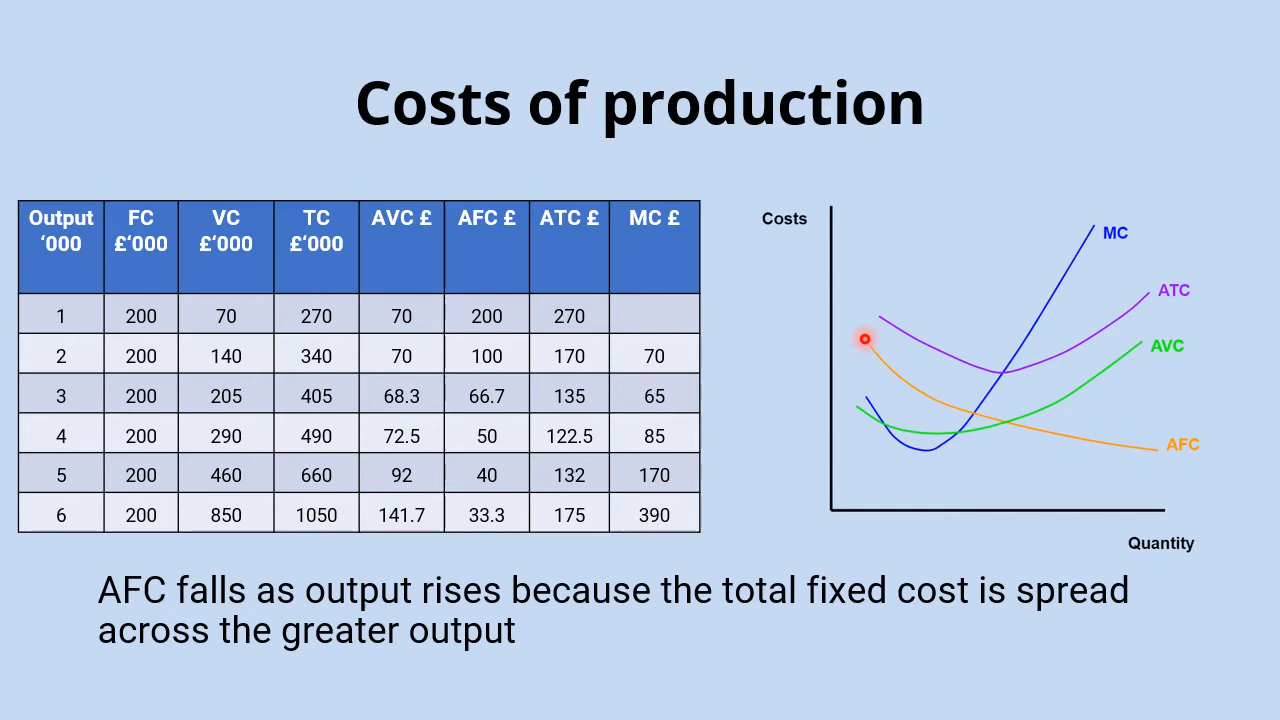 Costs of production
Output FC VC TC AVC £ AFC £ ATC £ MC £
‘000 £‘000 £‘000 £‘000
1 200 70 270 70 200 270
2 200 140 340 70 100 170 70
3 200 205 405 68.3 66.7 135 65
4 200 290 490 72.5 50 122.5 85
5 200 460 660 92 40 132 170
6 200 850 1050 141.7 33.3 175 390
Costs
MC
ATC
AVC
AFC
Quantity
AFC falls as output rises because the total fixed cost is spread
across the greater output